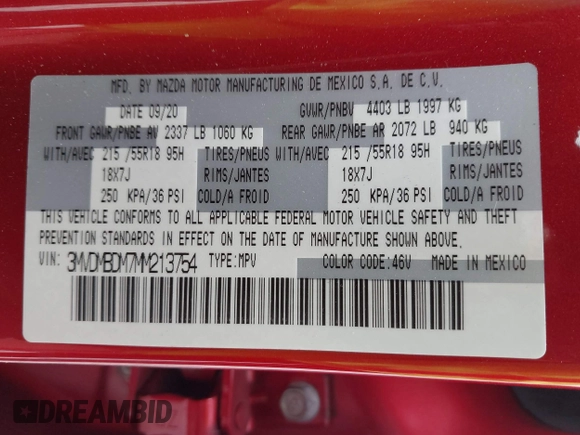 MFD. BY MAZDA MOTOR MANUFACTURING DE MEXICO S.A. DE C.V.
DATE 09/20 GVWR/PNBV 4403 LB 1997 KG
FRONT GAWR/PNBE AV 2337 LB 1060 KG REAR GAWR/PNBE AR 2072 LB 940 KG
WITH/AVEC 215 /55R18 95H TIRES/PNEUS WITH/AVEC 215 /55R18 95H TIRES/PNEUS
18X7J RIMS/JANTES 18X7J RIMS/JANTES
250 KPA/36 PSI COLD/A FROID 250 KPA/36 PSI COLD/A FROID
THIS VEHICLE CONFORMS TO ALL APPLICABLE FEDERAL MOTOR VEHICLE SAFETY AND THEFT
PREVENTION STANDARDS IN EFFECT ON THE DATE OF MANUFACTURE SHOWN ABOVE.
VIN: 3MVDMBDM7MM213754 TYPE:MPV COLOR CODE:46V MADE IN MEXICO
DREAMBID